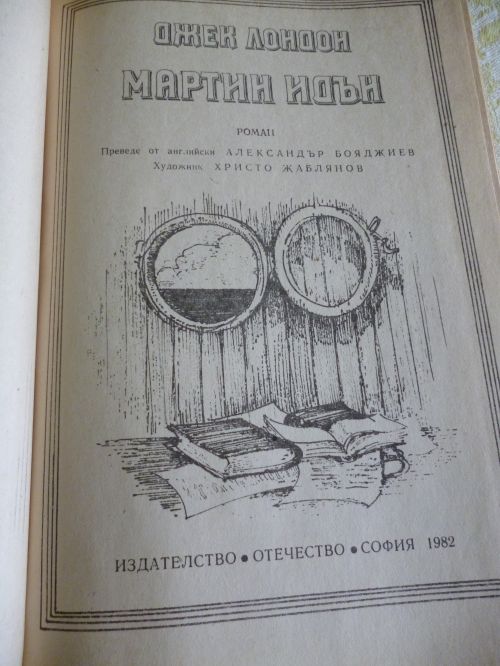 ДЖЕК ЛОНДОН
МАРТИН ИДЪН
РОМАН
Преведе от английски АЛЕКСАНДЪР БОЯДЖИЕВ
Художник ХРИСТО ЖАБЛЯНОВ
ИЗДАТЕЛСТВО • ОТЕЧЕСТВО • СОФИЯ 1982